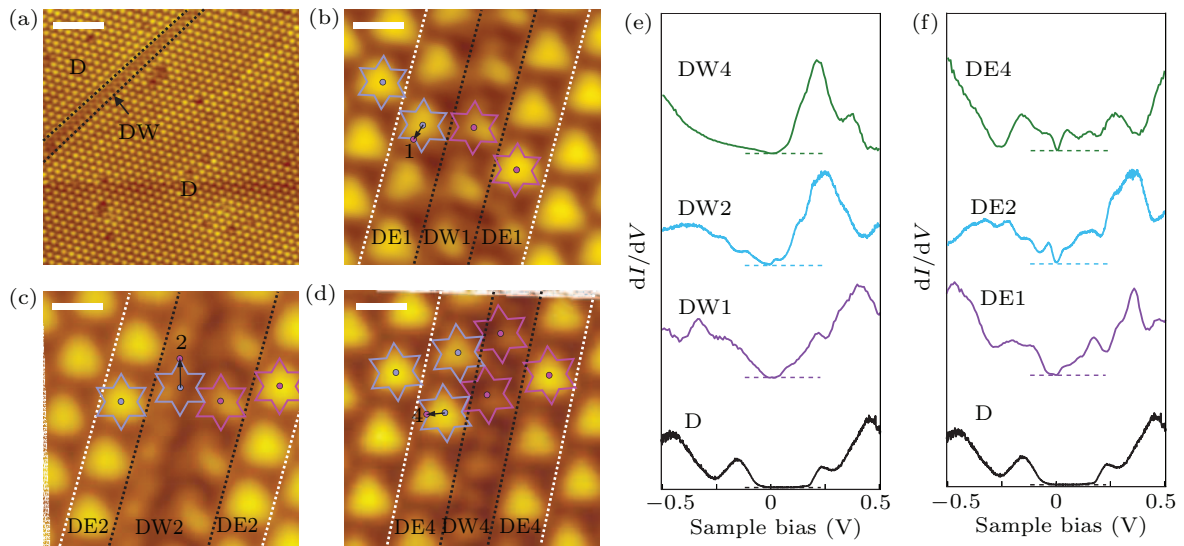 (a)
D
DW
D
(b)
1
DE1
DW1
DE1
(c)
2
DE2
DW2
DE2
(d)
4
DE4
DW4
DE4
(e)
DW4
DW2
DW1
D
dI/dV
−0.5
0
0.5
Sample bias (V)
(f)
DE4
DE2
DE1
D
dI/dV
−0.5
0
0.5
Sample bias (V)